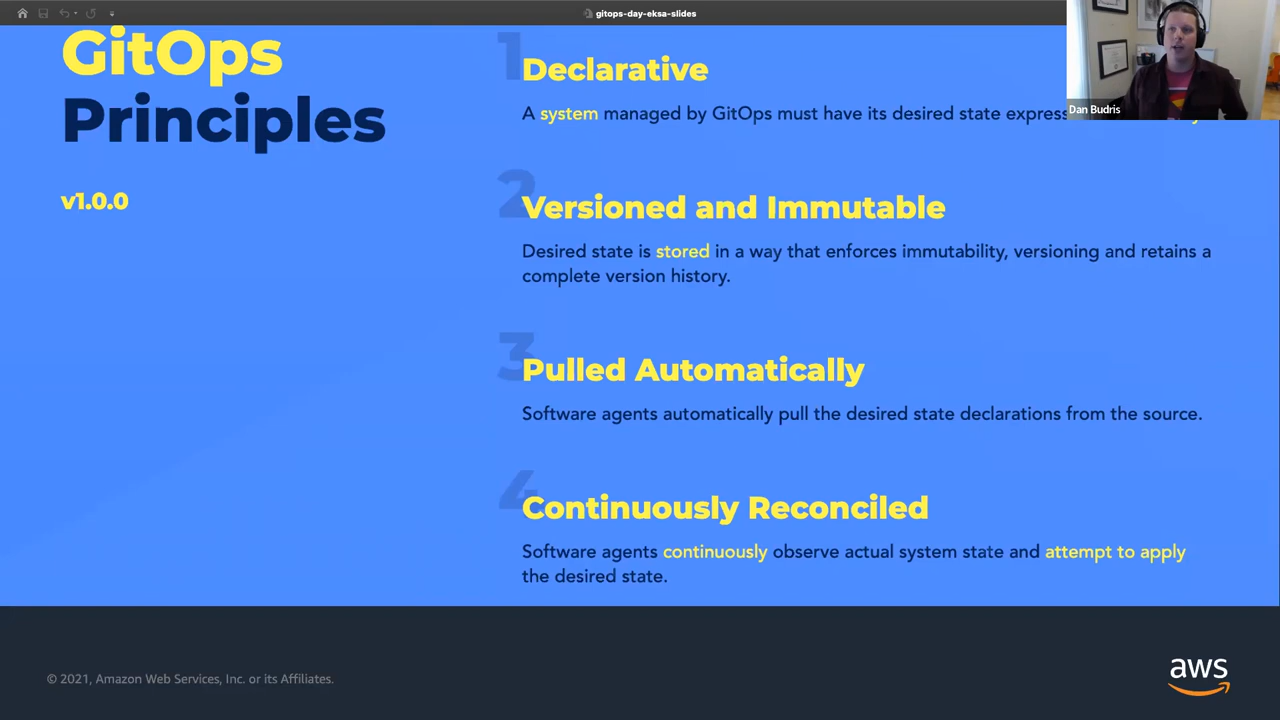 gitops-day-eksa-slides
GitOps
Principles
v1.0.0
1
Declarative
A system managed by GitOps must have its desired state
Dan Budris
2
Versioned and Immutable
Desired state is stored in a way that enforces immutability, versioning and retains a
complete version history.
3
Pulled Automatically
Software agents automatically pull the desired state declarations from the source.
4
Continuously Reconciled
Software agents continuously observe actual system state and attempt to apply
the desired state.
© 2021, Amazon Web Services, Inc. or its Affiliates.
aws